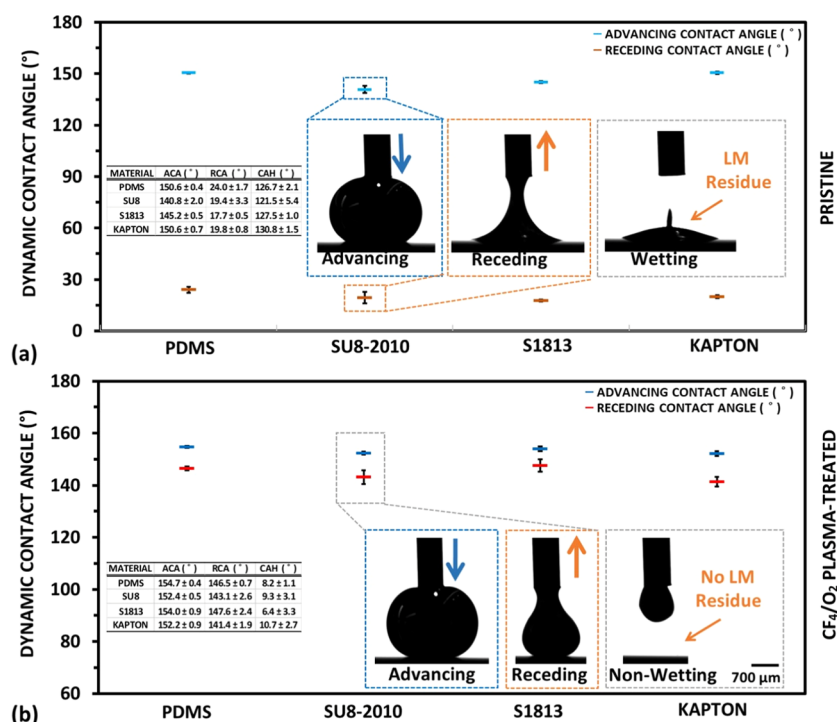 180
150
120
90
60
30
0
DYNAMIC CONTACT ANGLE (°)
ADVANCING CONTACT ANGLE ( ° )
RECEDING CONTACT ANGLE ( ° )
MATERIAL ACA ( ° ) RCA ( ° ) CAH ( ° )
PDMS 150.6 ± 0.4 24.0 ± 1.7 126.7 ± 2.1
SU8 140.8 ± 2.0 19.4 ± 3.3 121.5 ± 5.4
S1813 145.2 ± 0.5 17.7 ± 0.5 127.5 ± 1.0
KAPTON 150.6 ± 0.7 19.8 ± 0.8 130.8 ± 1.5
LM
Residue
Advancing Receding Wetting
PRISTINE
(a)
PDMS SU8-2010 S1813 KAPTON
180
160
140
120
100
80
60
DYNAMIC CONTACT ANGLE (°)
ADVANCING CONTACT ANGLE ( ° )
RECEDING CONTACT ANGLE ( ° )
MATERIAL ACA ( ° ) RCA ( ° ) CAH ( ° )
PDMS 154.7 ± 0.4 146.5 ± 0.7 8.2 ± 1.1
SU8 152.4 ± 0.5 143.1 ± 2.6 9.3 ± 3.1
S1813 154.0 ± 0.9 147.6 ± 2.4 6.4 ± 3.3
KAPTON 152.2 ± 0.9 141.4 ± 1.9 10.7 ± 2.7
No LM
Residue
Advancing Receding Non-Wetting 700 μm
CF₄/O₂ PLASMA-TREATED
(b)
PDMS SU8-2010 S1813 KAPTON